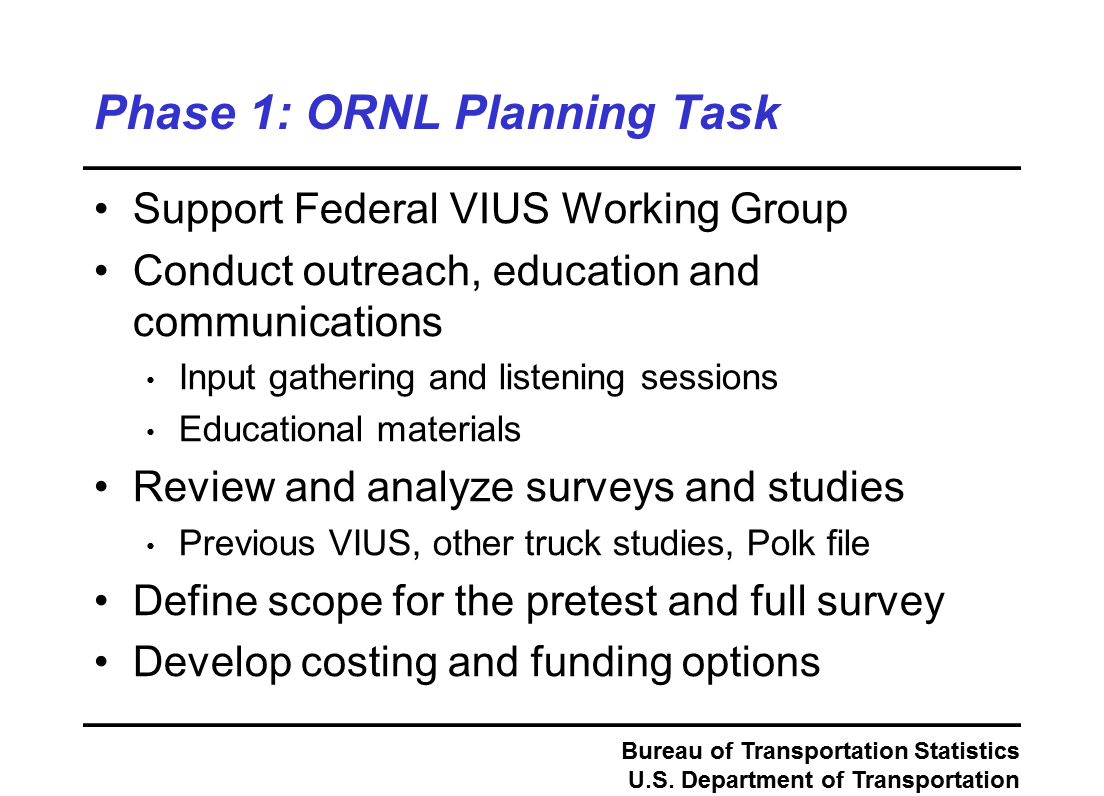 Phase 1: ORNL Planning Task
• Support Federal VIUS Working Group
• Conduct outreach, education and
communications
• Input gathering and listening sessions
• Educational materials
• Review and analyze surveys and studies
• Previous VIUS, other truck studies, Polk file
• Define scope for the pretest and full survey
• Develop costing and funding options
Bureau of Transportation Statistics
U.S. Department of Transportation